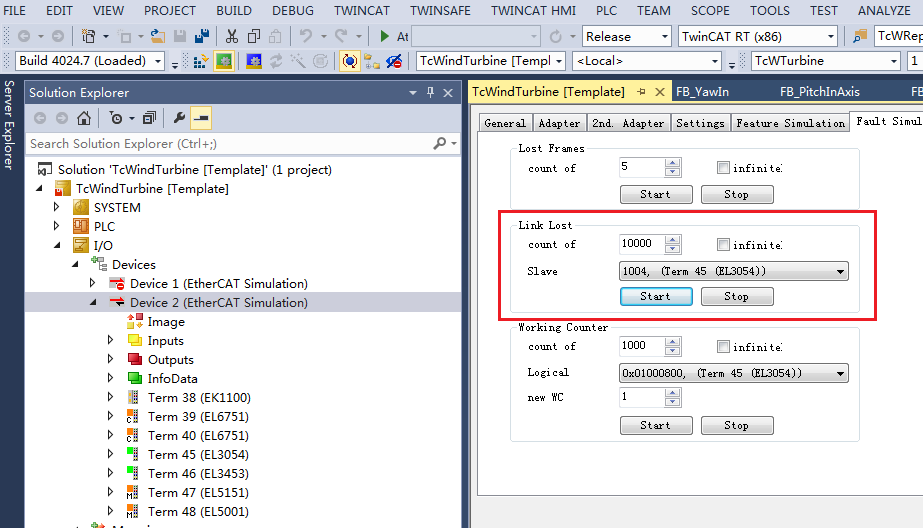 FILE EDIT VIEW PROJECT BUILD DEBUG TWINCAT TWINSAFE TWINCAT HMI PLC TEAM SCOPE TOOLS TEST ANALYZE
At Release TwinCAT RT (x86) TcWRep
Build 4024.7 (Loaded) TcWindTurbine [Templ <Local> TcWTurbine 1
Server Explorer
Solution Explorer
Search Solution Explorer (Ctrl+;)
Solution 'TcWindTurbine [Template]' (1 project)
TcWindTurbine [Template]
SYSTEM
PLC
I/O
Devices
Device 1 (EtherCAT Simulation)
Device 2 (EtherCAT Simulation)
Image
Inputs
Outputs
InfoData
Term 38 (EK1100)
Term 39 (EL6751)
Term 40 (EL6751)
Term 45 (EL3054)
Term 46 (EL3453)
Term 47 (EL5151)
Term 48 (EL5001)
TcWindTurbine [Template] FB_YawIn FB_PitchInAxis FB
General Adapter 2nd. Adapter Settings Feature Simulation Fault Simul
Lost Frames
count of 5 infinite
Start Stop
Link Lost
count of 10000 infinite
Slave 1004, (Term 45 (EL3054))
Start Stop
Working Counter
count of 1000 infinite
Logical 0x01000800, (Term 45 (EL3054))
new WC 1
Start Stop